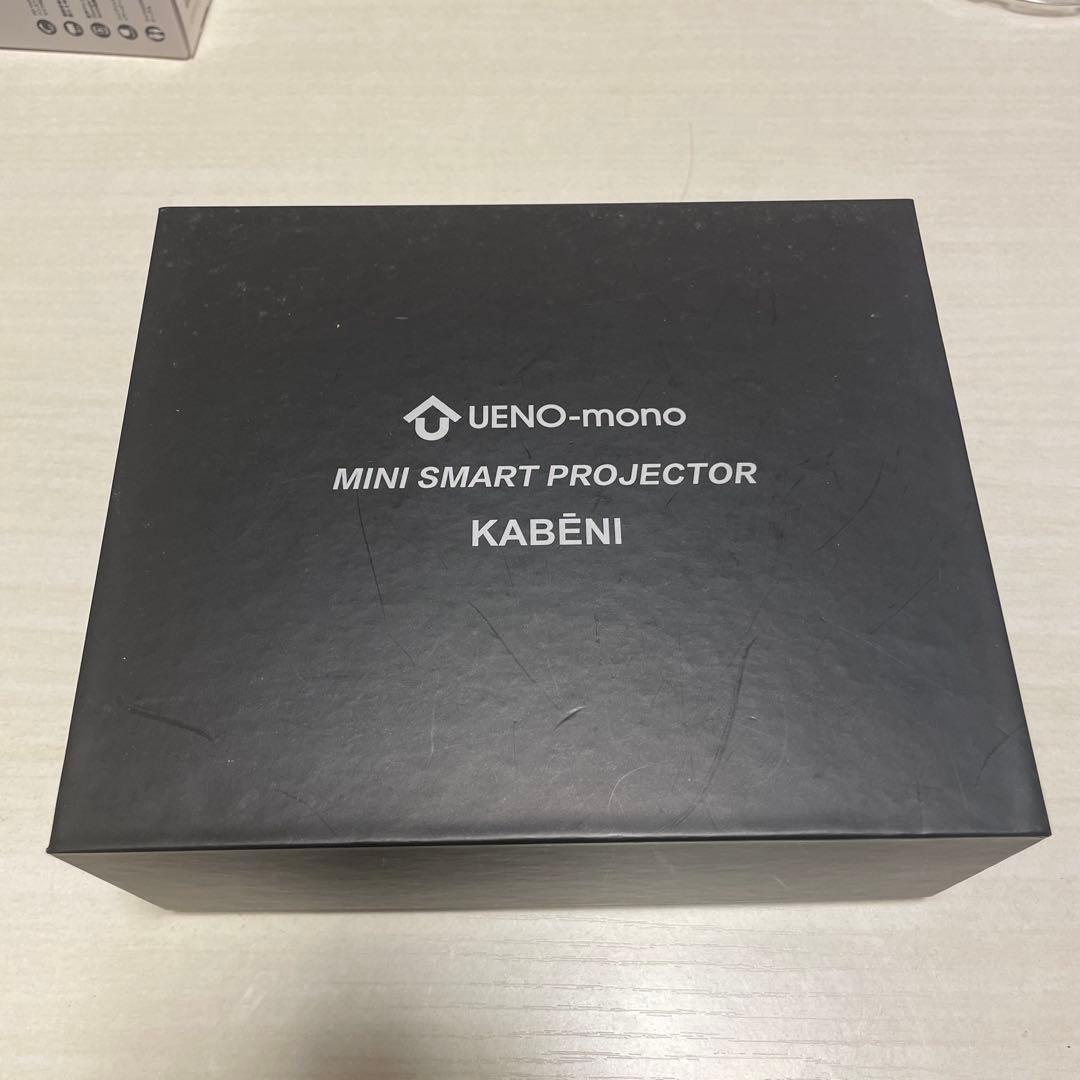 UENO-mono
MINI SMART PROJECTOR
KABĒNI